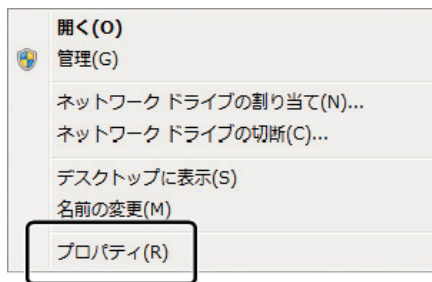 開く(O)
管理(G)
ネットワーク ドライブの割り当て(N)...
ネットワーク ドライブの切断(C)...
デスクトップに表示(S)
名前の変更(M)
プロパティ(R)